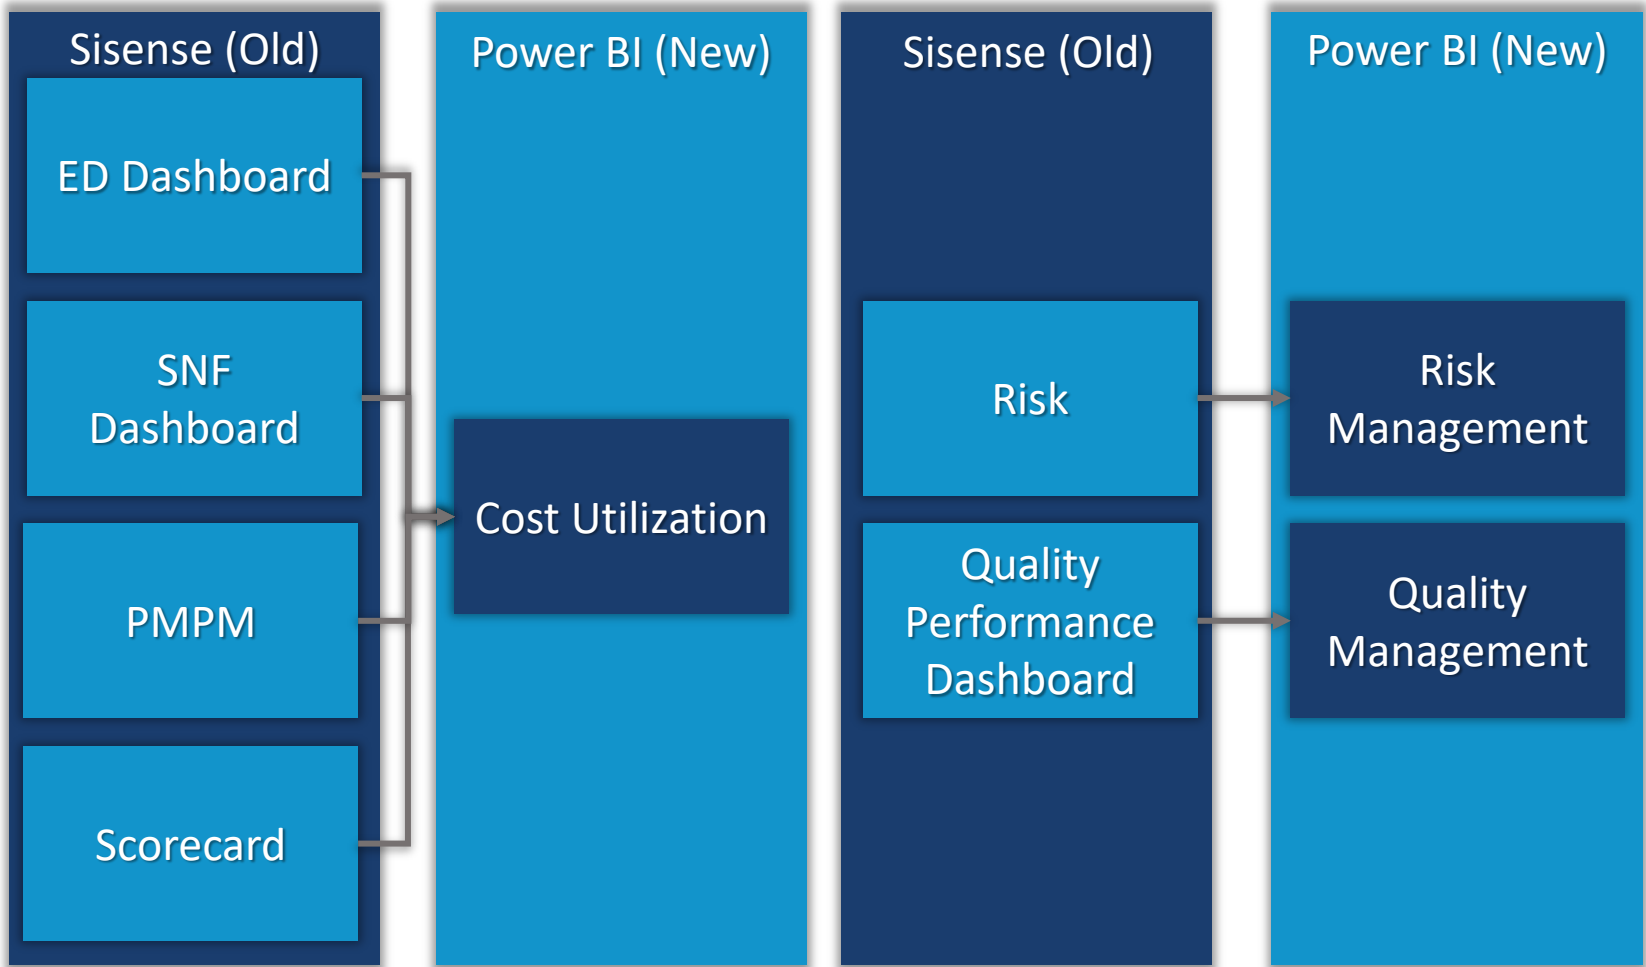 Sisense (Old)
ED Dashboard
SNF
Dashboard
PMPM
Scorecard
Power BI (New)
Cost Utilization
Sisense (Old)
Risk
Quality
Performance
Dashboard
Power BI (New)
Risk
Management
Quality
Management